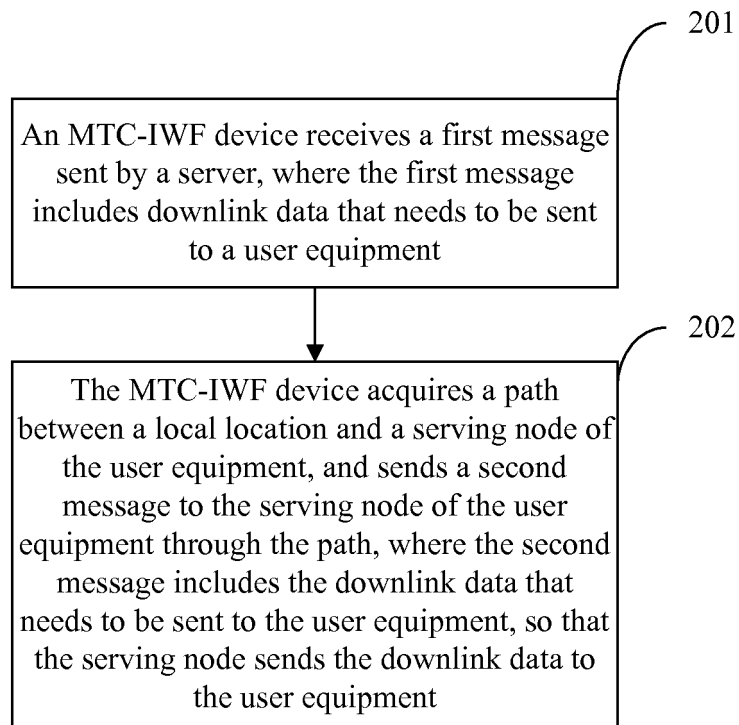 201
An MTC-IWF device receives a first message
sent by a server, where the first message
includes downlink data that needs to be sent
to a user equipment
202
The MTC-IWF device acquires a path
between a local location and a serving node of
the user equipment, and sends a second
message to the serving node of the user
equipment through the path, where the second
message includes the downlink data that
needs to be sent to the user equipment, so that
the serving node sends the downlink data to
the user equipment